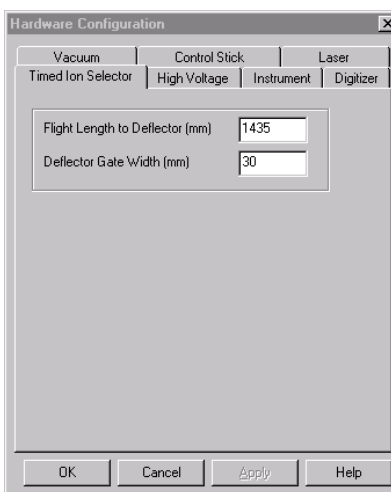 Hardware Configuration
Vacuum Control Stick Laser
Timed Ion Selector High Voltage Instrument Digitizer
Flight Length to Deflector (mm) 1435
Deflector Gate Width (mm) 30
OK Cancel Apply Help